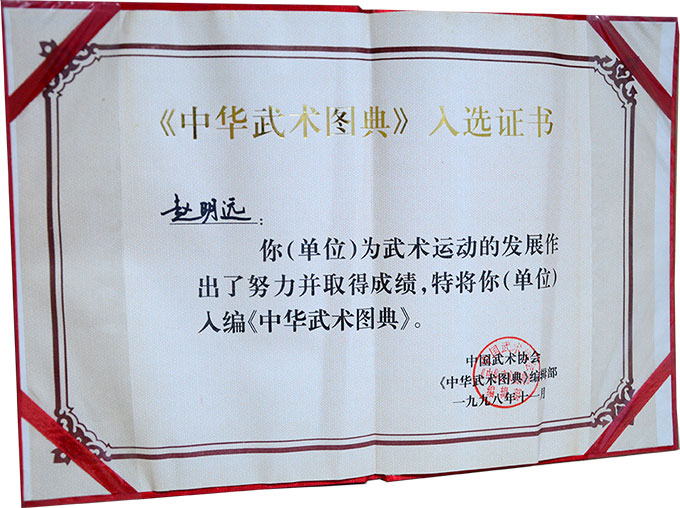 《中华武术图典》入选证书
赵明远：
你（单位）为武术运动的发展作
出了努力并取得成绩，特将你（单位）
入编《中华武术图典》。
中国武术协会
《中华武术图典》编辑部
一九九八年十一月